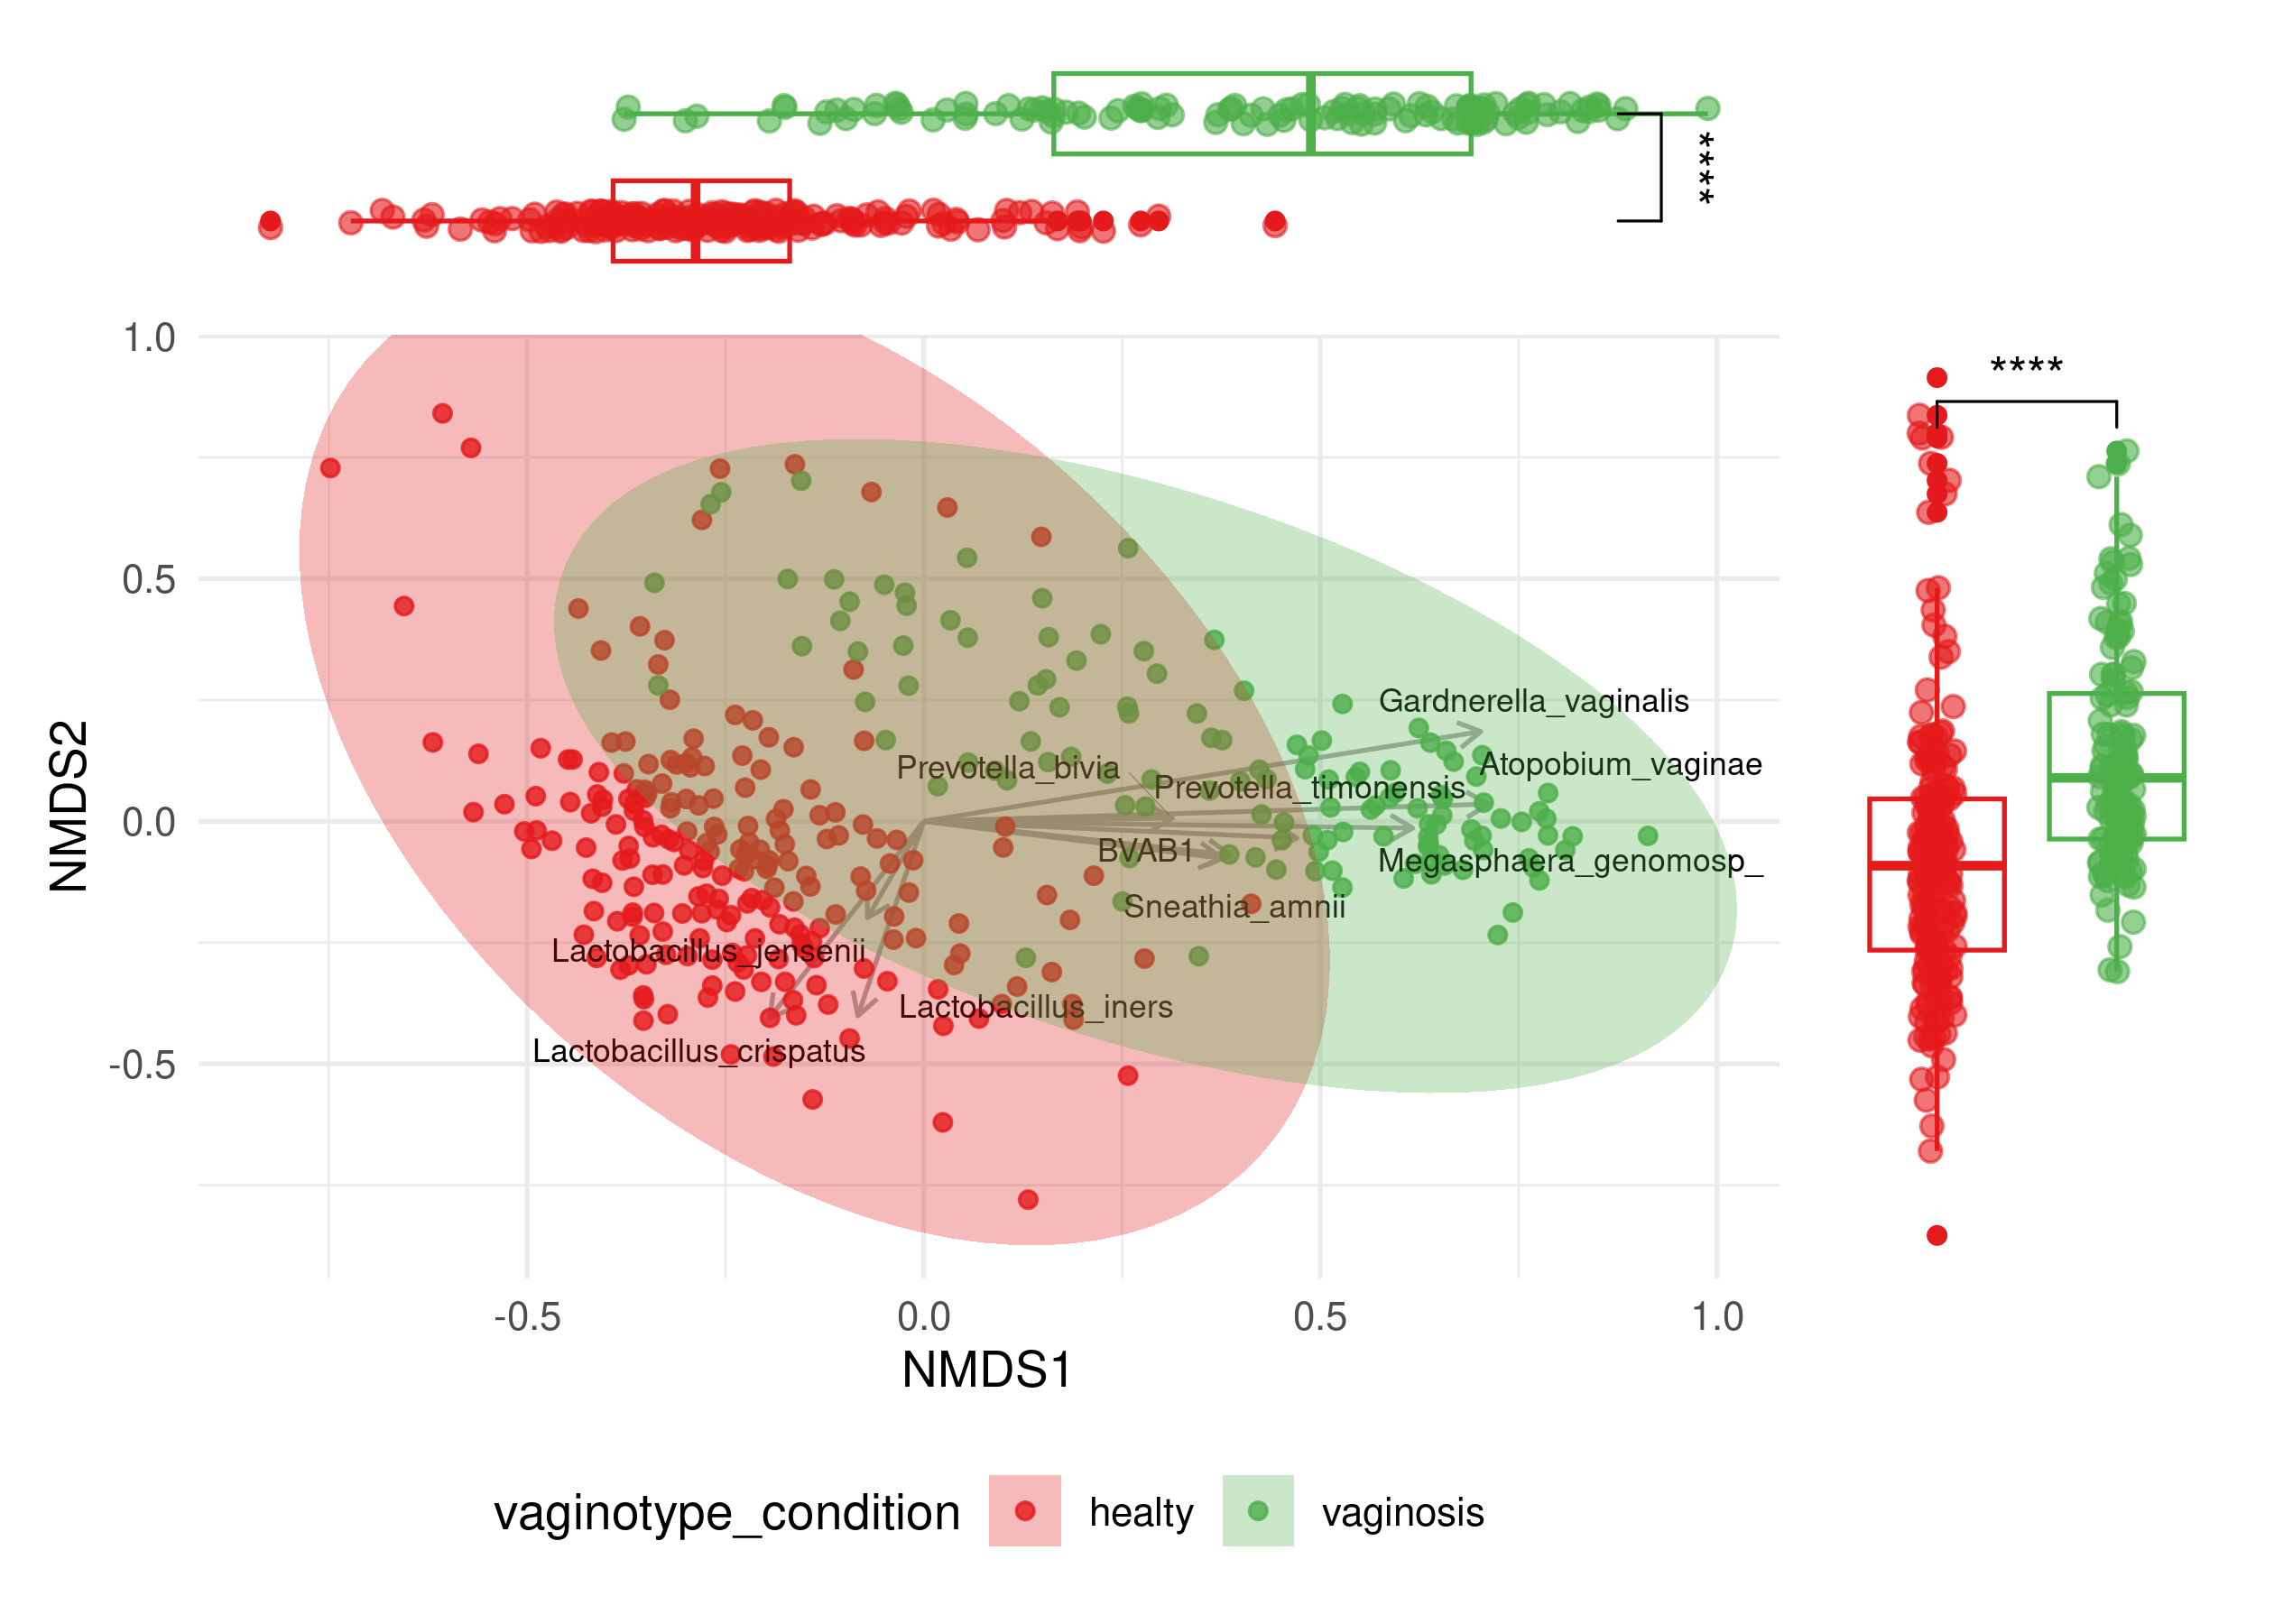 ****
****
1.0
0.5
0.0
-0.5
NMDS2
Gardnerella_vaginalis
Atopobium_vaginae
Prevotella_bivia
Prevotella_timonensis
BVAB1
Megasphaera_genomosp_
Sneathia_amnii
Lactobacillus_jensenii
Lactobacillus_iners
Lactobacillus_crispatus
-0.5 0.0 0.5 1.0
NMDS1
vaginotype_condition healty vaginosis